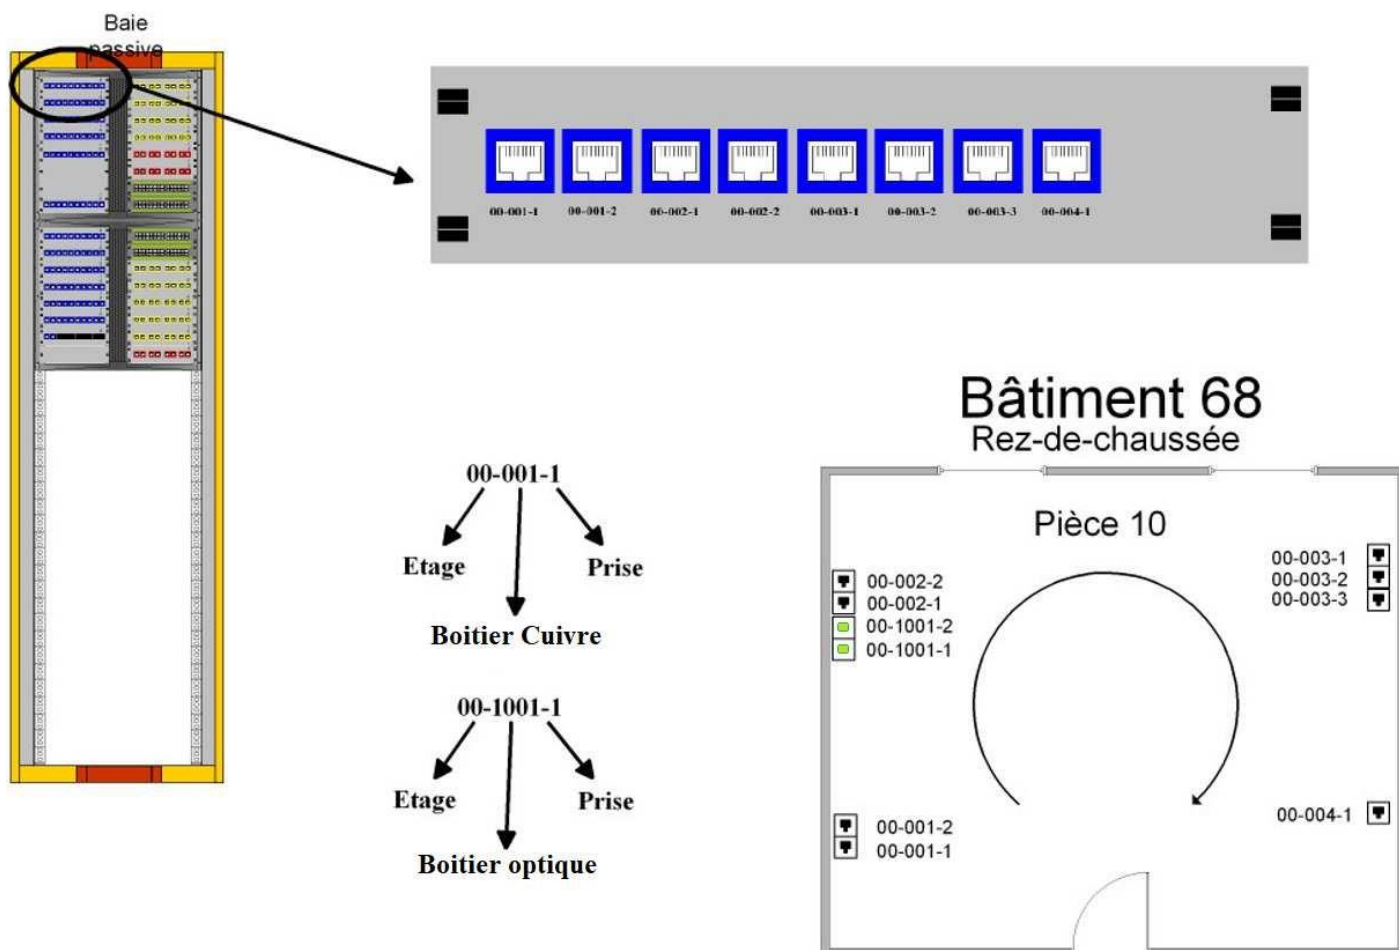 Baie
passive
00-001-1 00-001-2 00-002-1 00-002-2 00-003-1 00-003-2 00-003-3 00-004-1
00-001-1
Etage
Prise
Boitier Cuivre
00-1001-1
Etage
Prise
Boitier optique
Bâtiment 68
Rez-de-chaussée
Pièce 10
00-002-2
00-002-1
00-1001-2
00-1001-1
00-003-1
00-003-2
00-003-3
00-001-2
00-001-1
00-004-1